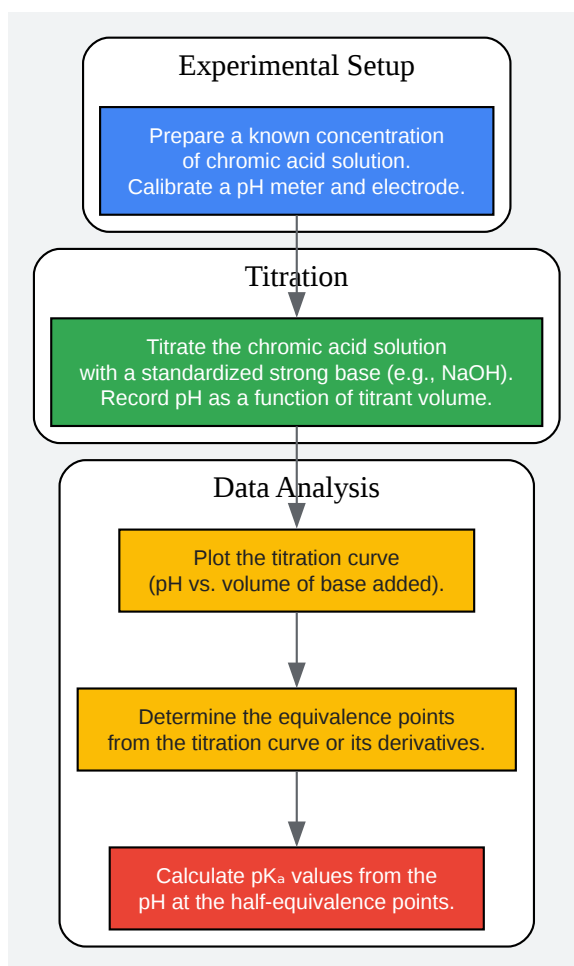 Experimental Setup
Prepare a known concentration
of chromic acid solution.
Calibrate a pH meter and electrode.
Titration
Titrate the chromic acid solution
with a standardized strong base (e.g., NaOH).
Record pH as a function of titrant volume.
Data Analysis
Plot the titration curve
(pH vs. volume of base added).
Determine the equivalence points
from the titration curve or its derivatives.
Calculate pKₐ values from the
pH at the half-equivalence points.